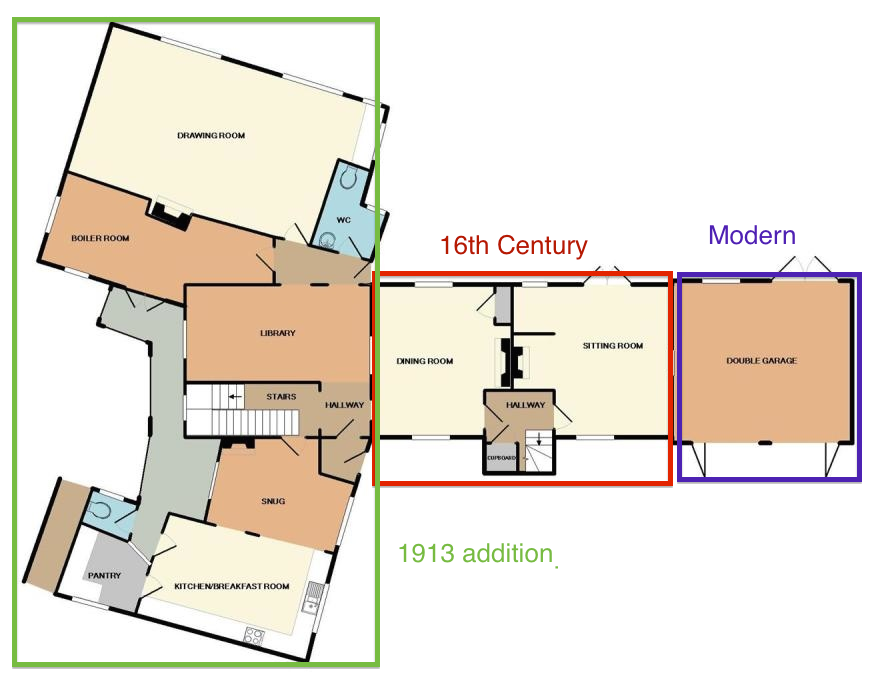 DRAWING ROOM
WC
BOILER ROOM
16th Century
Modern
LIBRARY
DINING ROOM
SITTING ROOM
DOUBLE GARAGE
STAIRS
HALLWAY
HALLWAY
CUPBOARD
SNUG
1913 addition.
PANTRY
KITCHEN/BREAKFAST ROOM